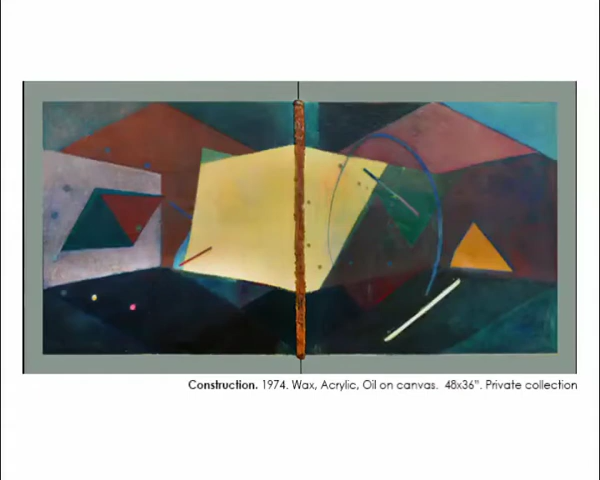 Construction. 1974. Wax, Acrylic, Oil on canvas. 48x36". Private collection